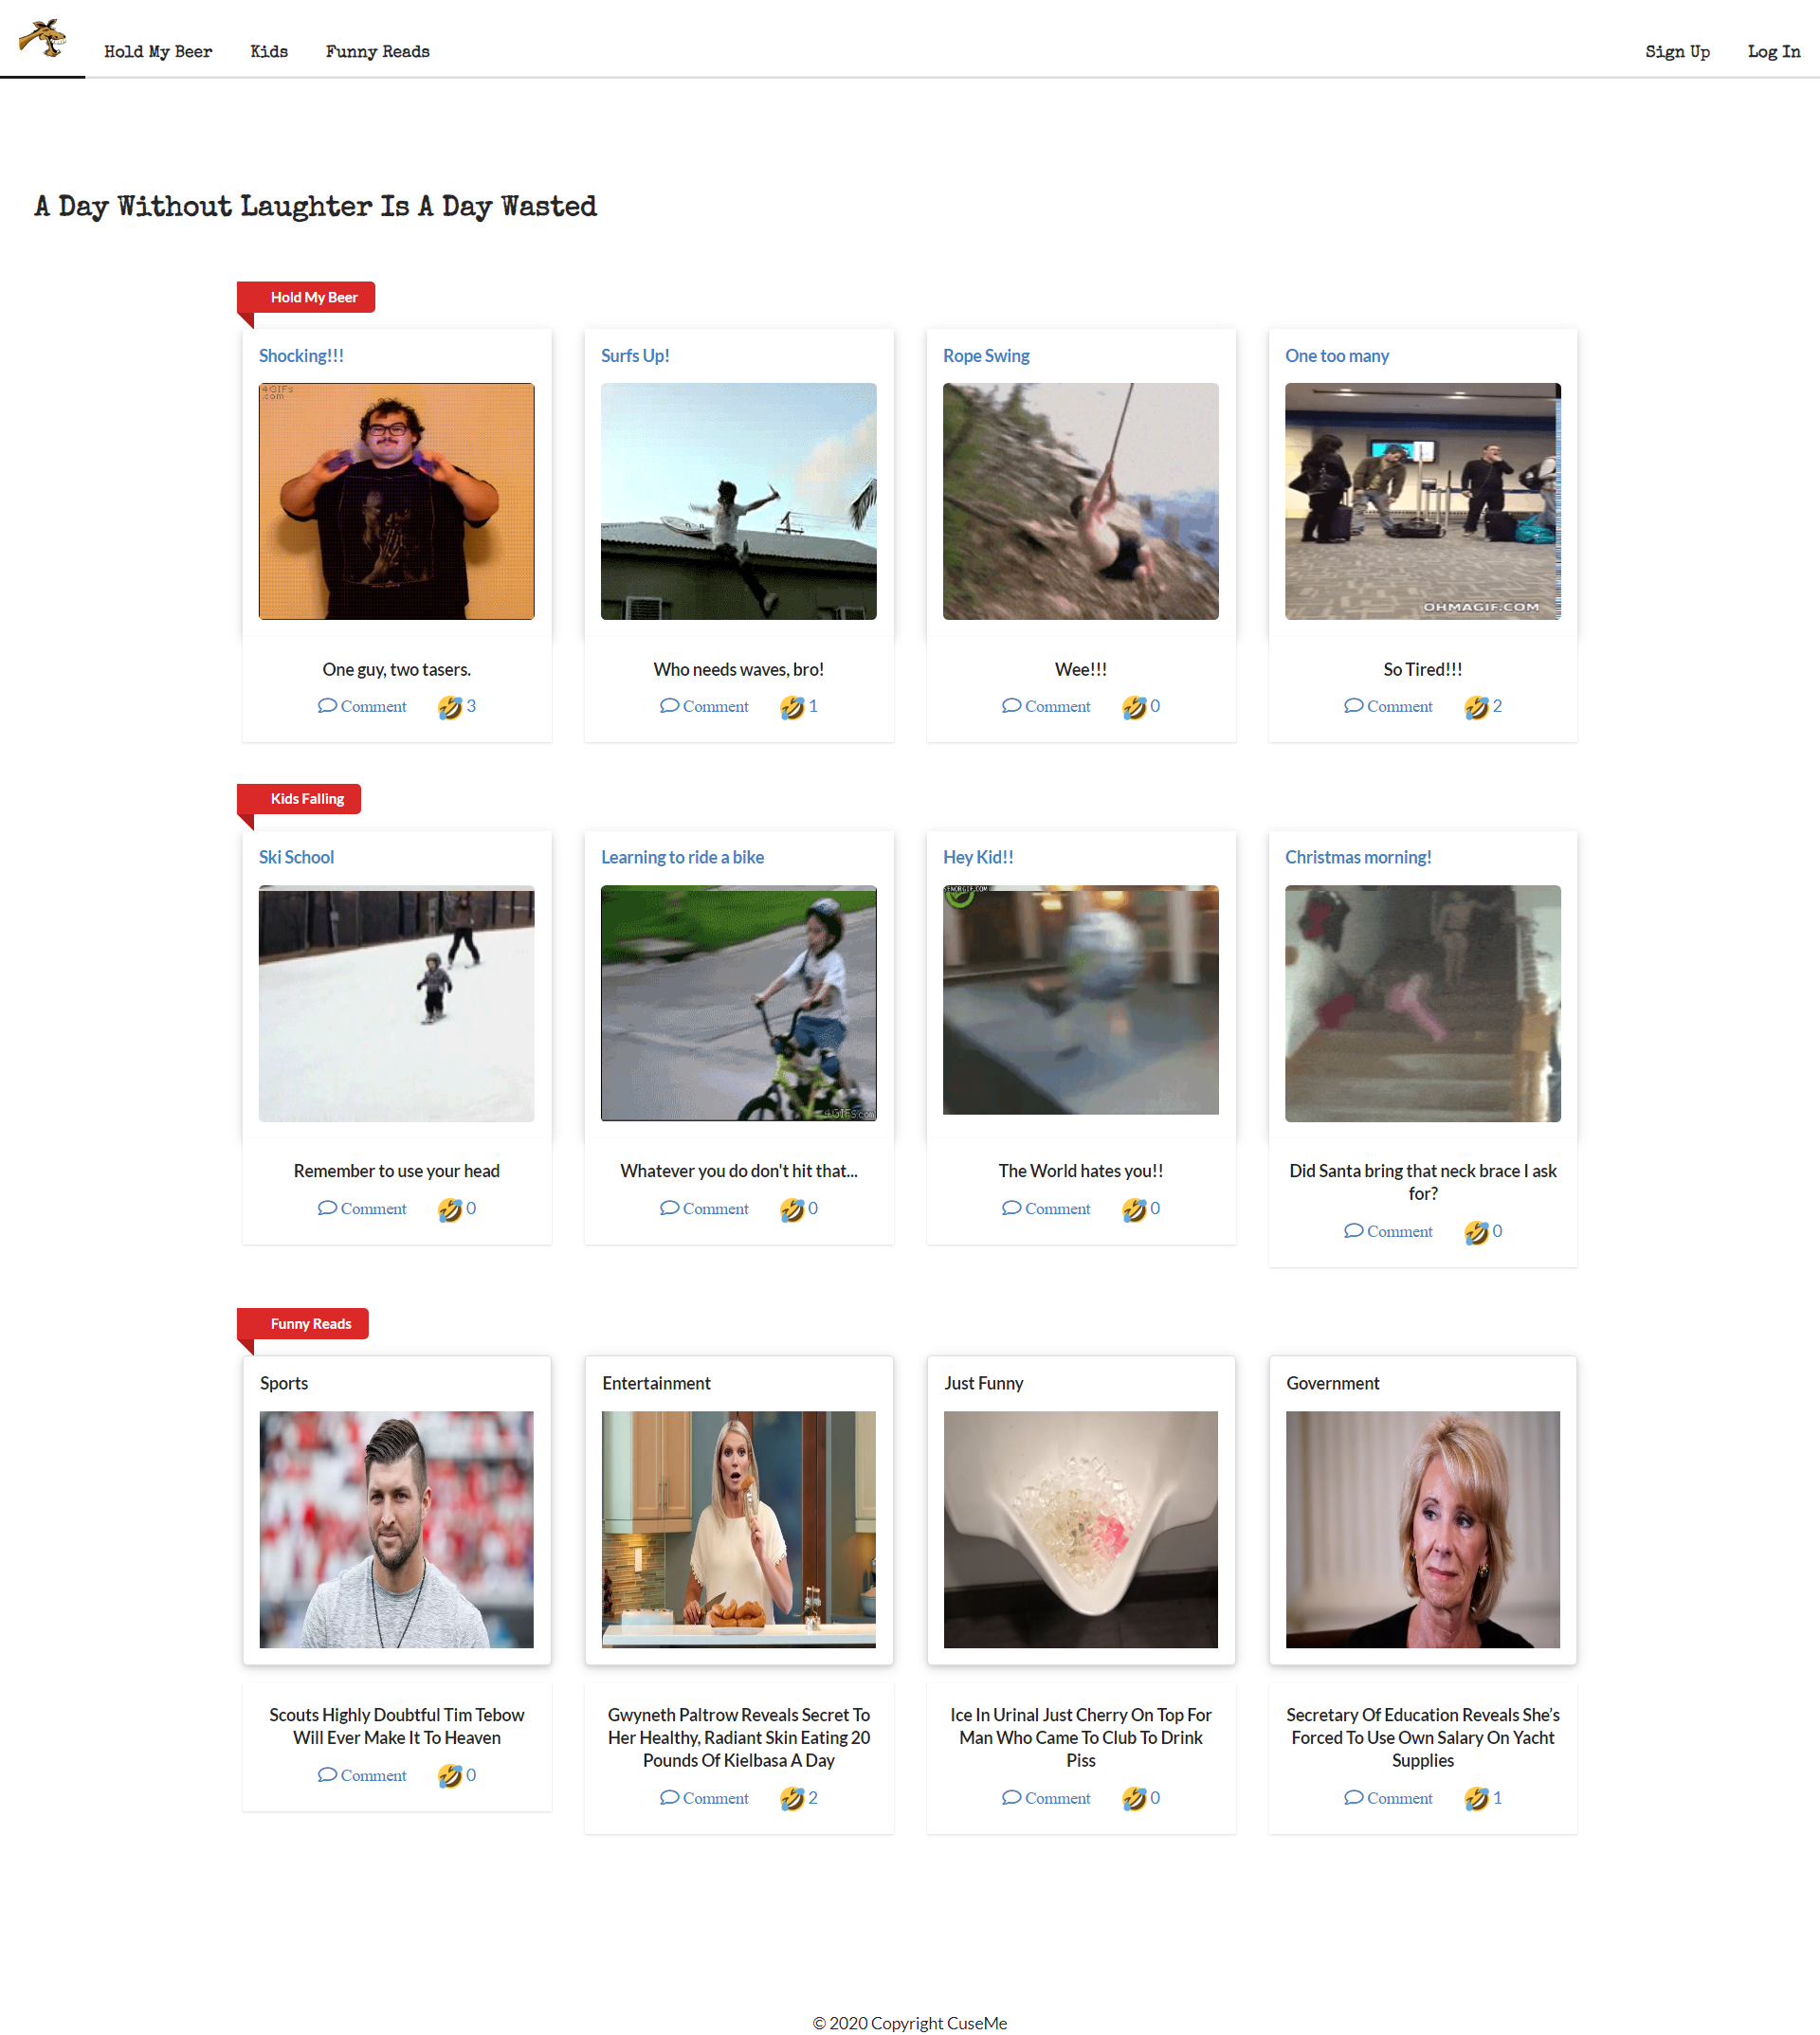 Hold My Beer
Kids
Funny Reads
Sign Up
Log In
A Day Without Laughter Is A Day Wasted
Hold My Beer
Shocking!!!
Surfs Up!
Rope Swing
One too many
4GIFs
.com
OHMAGIF.COM
One guy, two tasers.
Who needs waves, bro!
Wee!!!
So Tired!!!
Comment 3
Comment 1
Comment 0
Comment 2
Kids Falling
Ski School
Learning to ride a bike
Hey Kid!!
Christmas morning!
SENORGIF.COM
4GIFs.com
Remember to use your head
Whatever you do don't hit that...
The World hates you!!
Did Santa bring that neck brace I ask
for?
Comment 0
Comment 0
Comment 0
Comment 0
Funny Reads
Sports
Entertainment
Just Funny
Government
Scouts Highly Doubtful Tim Tebow
Will Ever Make It To Heaven
Comment 0
Gwyneth Paltrow Reveals Secret To
Her Healthy, Radiant Skin Eating 20
Pounds Of Kielbasa A Day
Comment 2
Ice In Urinal Just Cherry On Top For
Man Who Came To Club To Drink
Piss
Comment 0
Secretary Of Education Reveals She's
Forced To Use Own Salary On Yacht
Supplies
Comment 1
© 2020 Copyright CuseMe